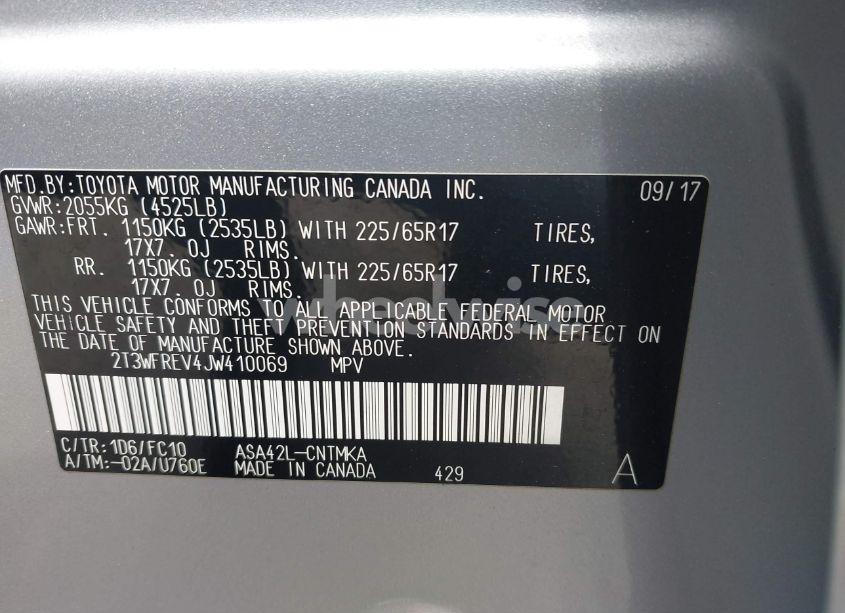 MFD.BY:TOYOTA MOTOR MANUFACTURING CANADA INC. 09/17
GVWR:2055KG (4525LB)
GAWR:FRT. 1150KG (2535LB) WITH 225/65R17 TIRES,
17X7.0J RIMS.
RR. 1150KG (2535LB) WITH 225/65R17 TIRES,
17X7.0J RIMS.
THIS VEHICLE CONFORMS TO ALL APPLICABLE FEDERAL MOTOR
VEHICLE SAFETY AND THEFT PREVENTION STANDARDS IN EFFECT ON
THE DATE OF MANUFACTURE SHOWN ABOVE.
2T3WFREV4JW410069 MPV
C/TR:1D6/FC10 ASA42L-CNTMKA
A/TM:-02A/U760E MADE IN CANADA 429 A
wheelwise